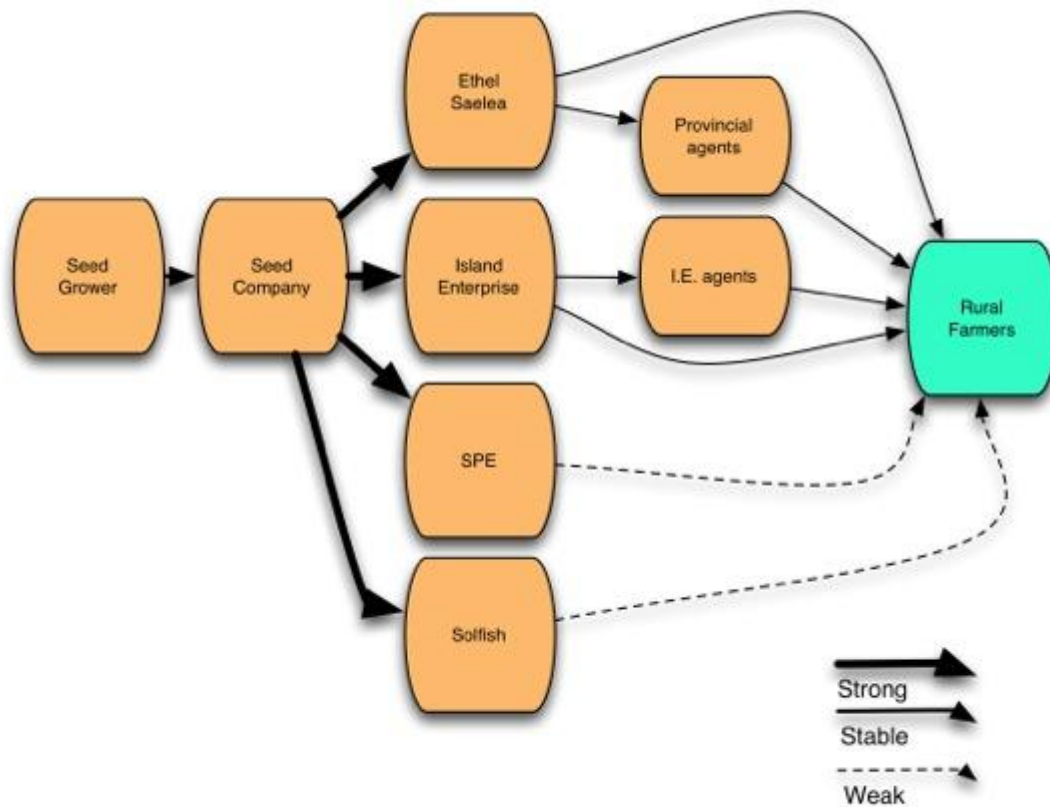 Ethel
Saelea
Provincial
agents
Seed
Grower
Seed
Company
Island
Enterprise
I.E. agents
Rural
Farmers
SPE
Solfish
Strong
Stable
Weak